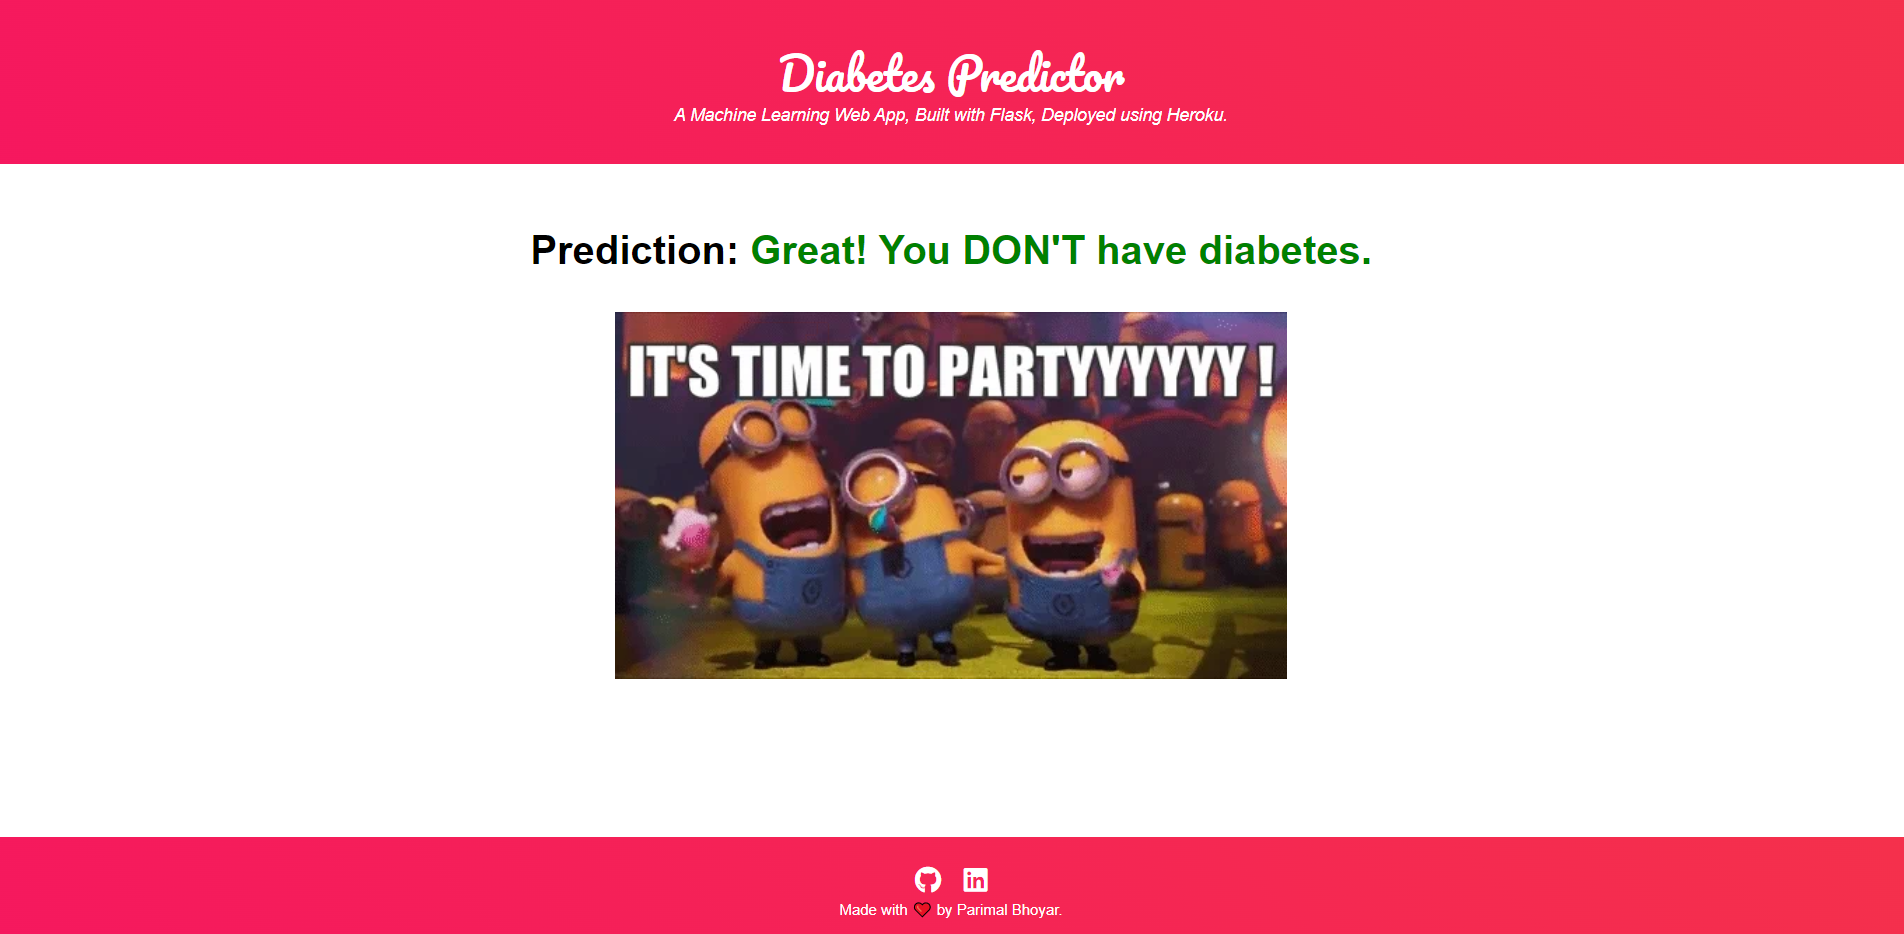 Diabetes Predictor
A Machine Learning Web App, Built with Flask, Deployed using Heroku.
Prediction: Great! You DON'T have diabetes.
IT'S TIME TO PARTYYYYYY !
in
Made with ❤ by Parimal Bhoyar.